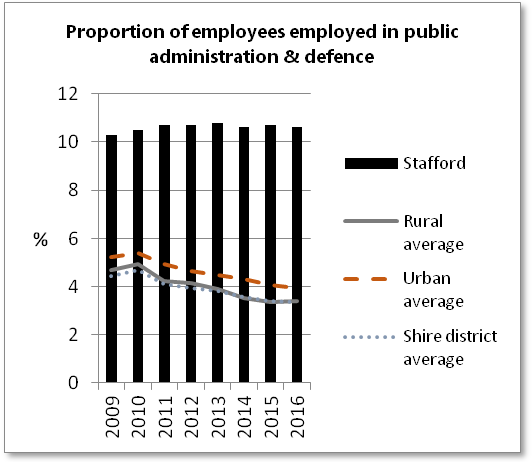 Proportion of employees employed in public
administration & defence
12
10
8
6
4
2
0
%
2009
2010
2011
2012
2013
2014
2015
2016
Stafford
Rural
average
Urban
average
Shire district
average